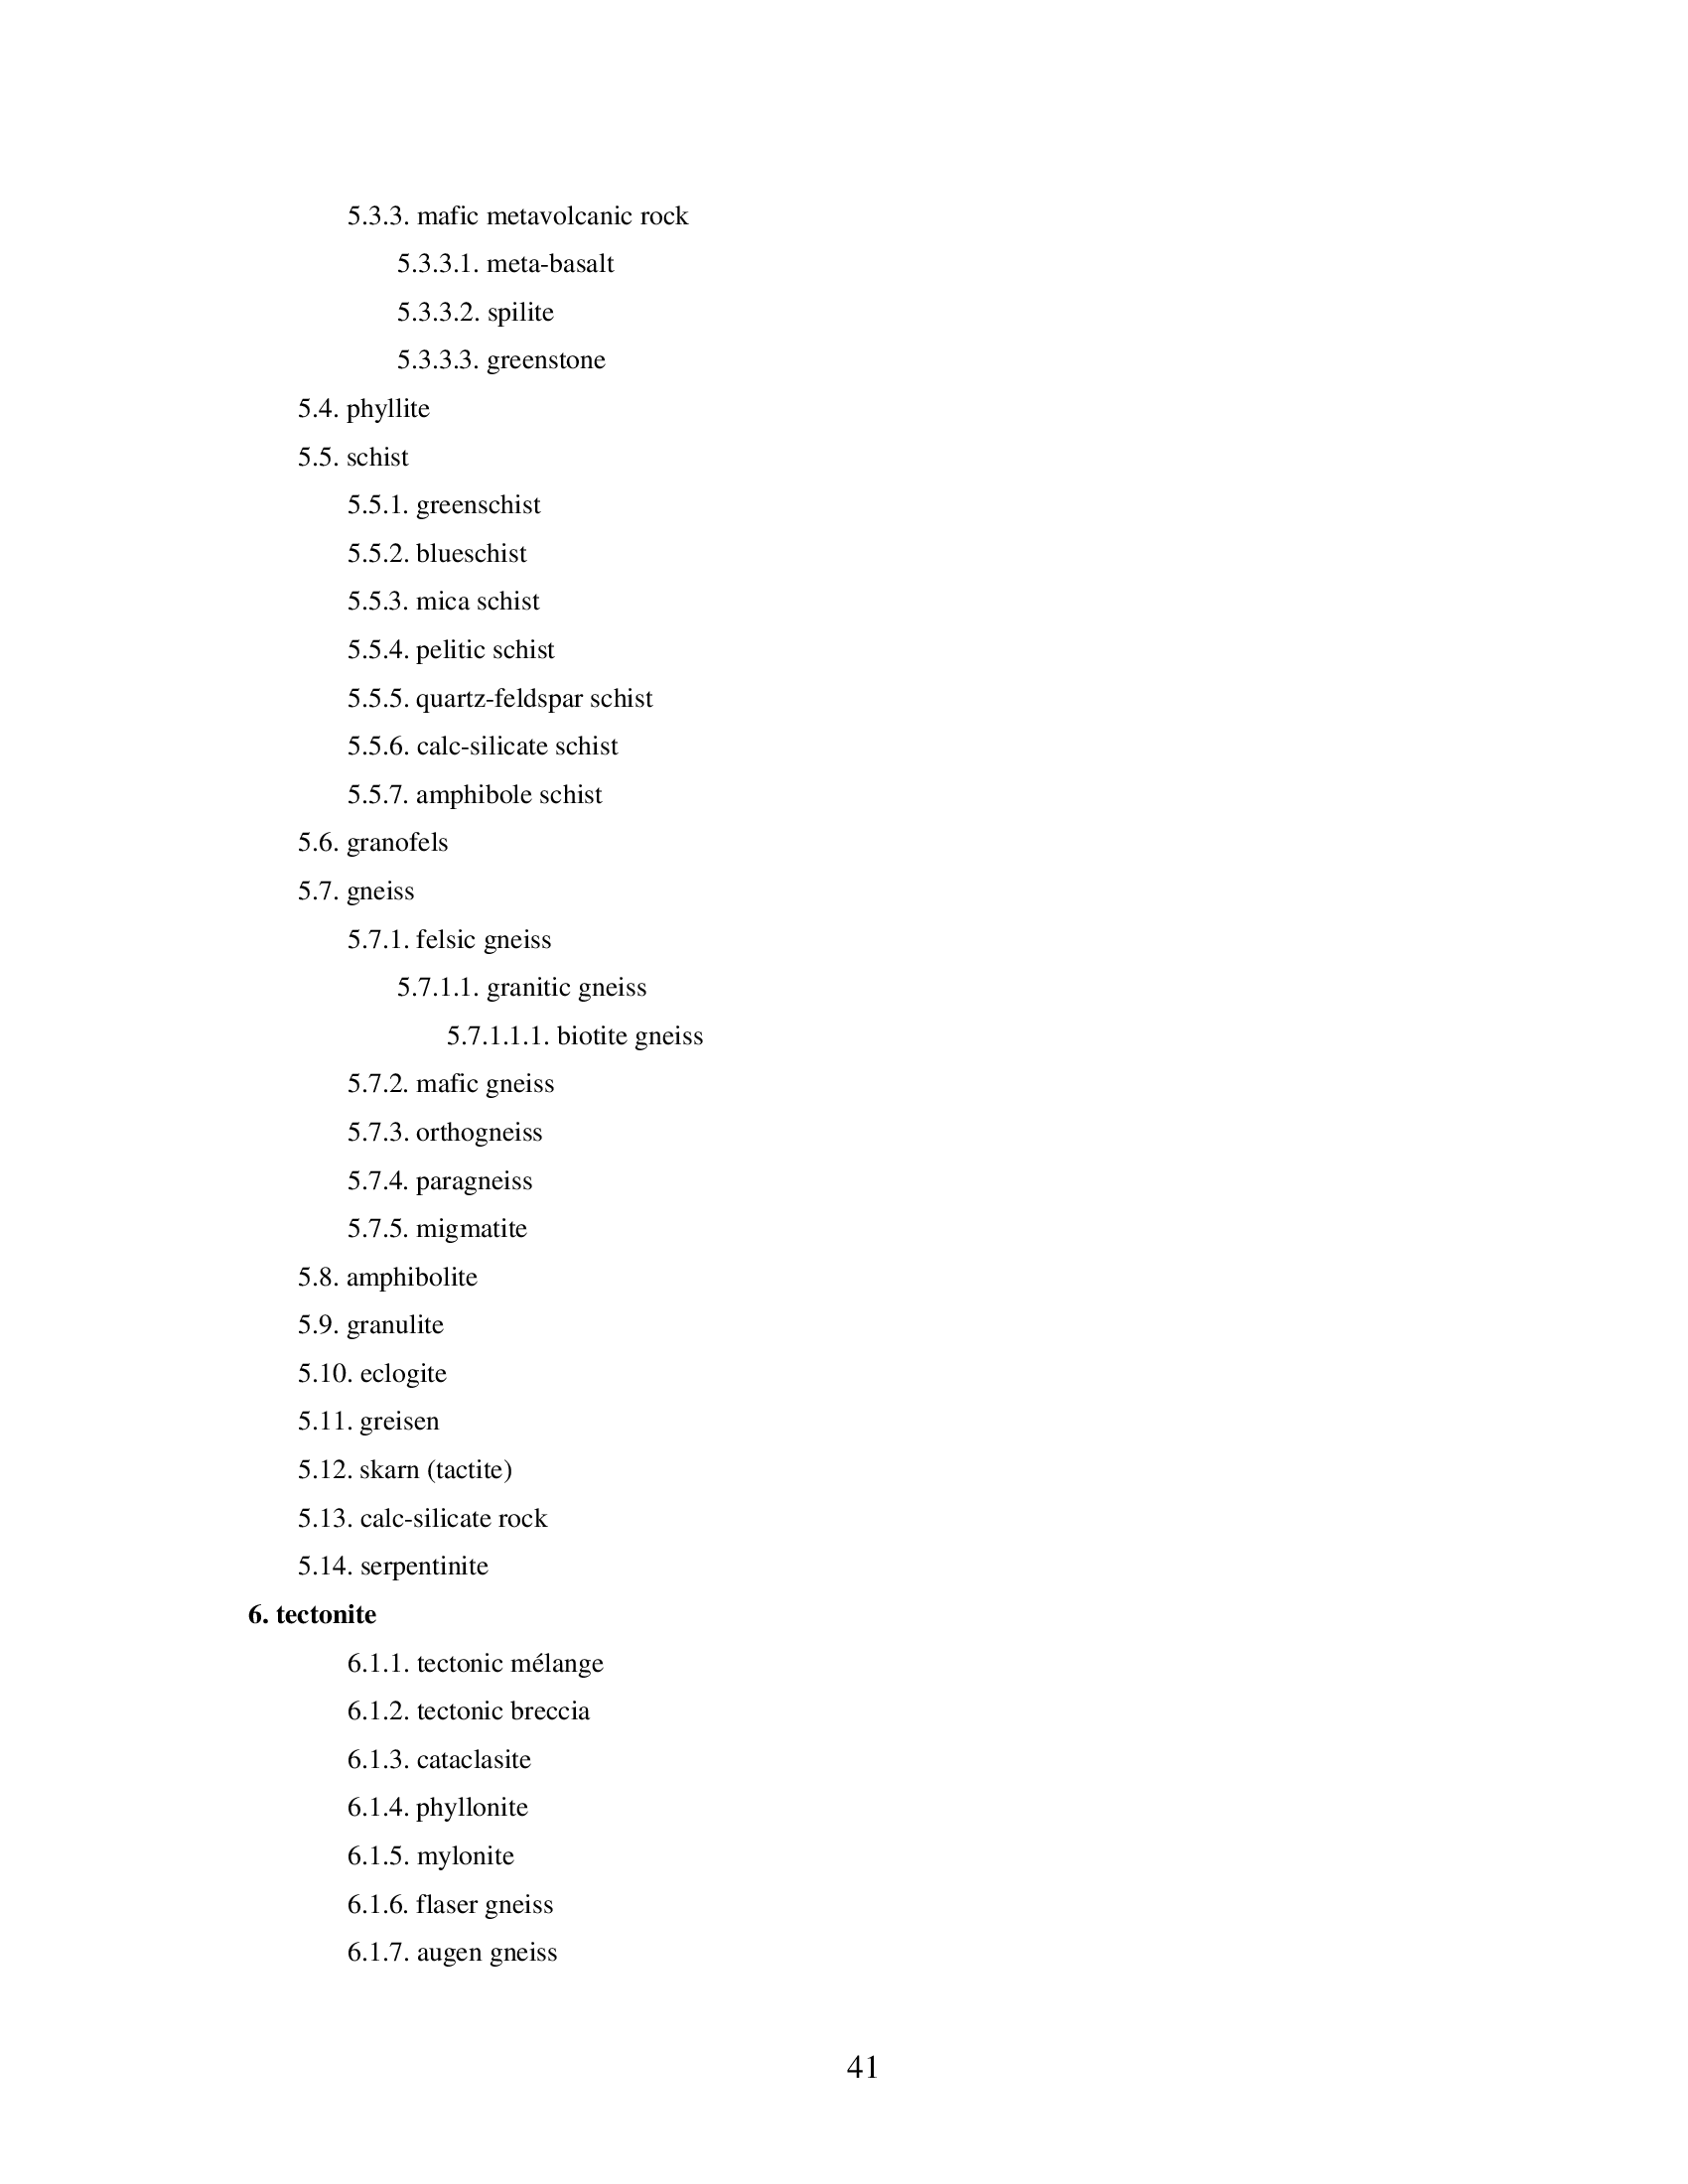 5.3.3. mafic metavolcanic rock
5.3.3.1. meta-basalt
5.3.3.2. spilite
5.3.3.3. greenstone
5.4. phyllite
5.5. schist
5.5.1. greenschist
5.5.2. blueschist
5.5.3. mica schist
5.5.4. pelitic schist
5.5.5. quartz-feldspar schist
5.5.6. calc-silicate schist
5.5.7. amphibole schist
5.6. granofels
5.7. gneiss
5.7.1. felsic gneiss
5.7.1.1. granitic gneiss
5.7.1.1.1. biotite gneiss
5.7.2. mafic gneiss
5.7.3. orthogneiss
5.7.4. paragneiss
5.7.5. migmatite
5.8. amphibolite
5.9. granulite
5.10. eclogite
5.11. greisen
5.12. skarn (tactite)
5.13. calc-silicate rock
5.14. serpentinite
6. tectonite
6.1.1. tectonic mélange
6.1.2. tectonic breccia
6.1.3. cataclasite
6.1.4. phyllonite
6.1.5. mylonite
6.1.6. flaser gneiss
6.1.7. augen gneiss
41